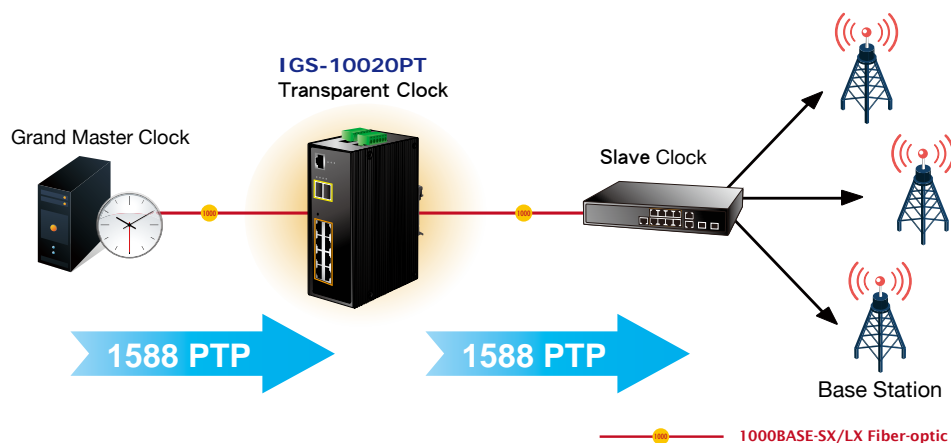 IGS-10020PT
Transparent Clock
Grand Master Clock
Slave Clock
1000
1000
1588 PTP
1588 PTP
Base Station
1000
1000BASE-SX/LX Fiber-optic